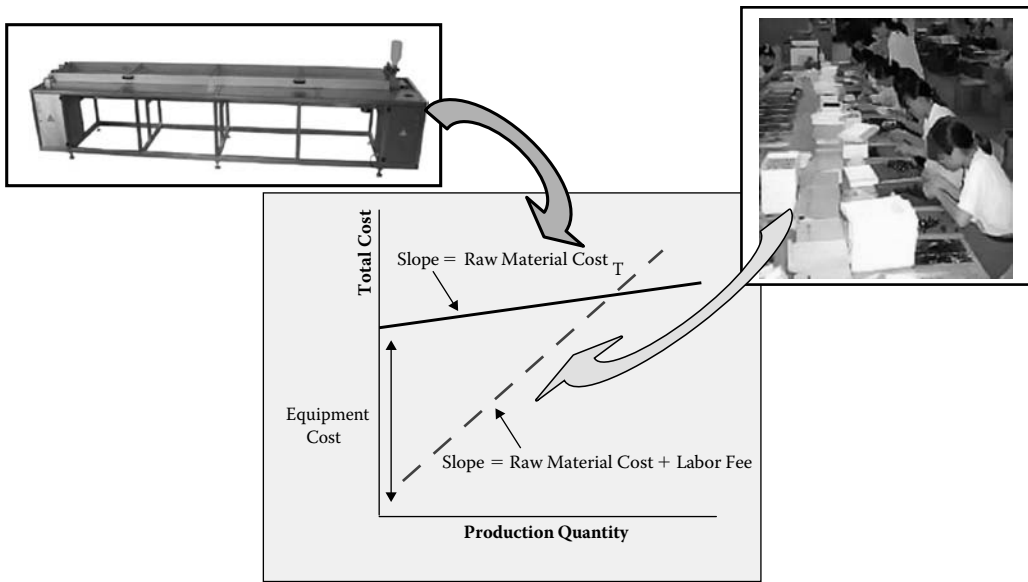 Total Cost
Slope = Raw Material Cost
T
Equipment
Cost
Slope = Raw Material Cost + Labor Fee
Production Quantity